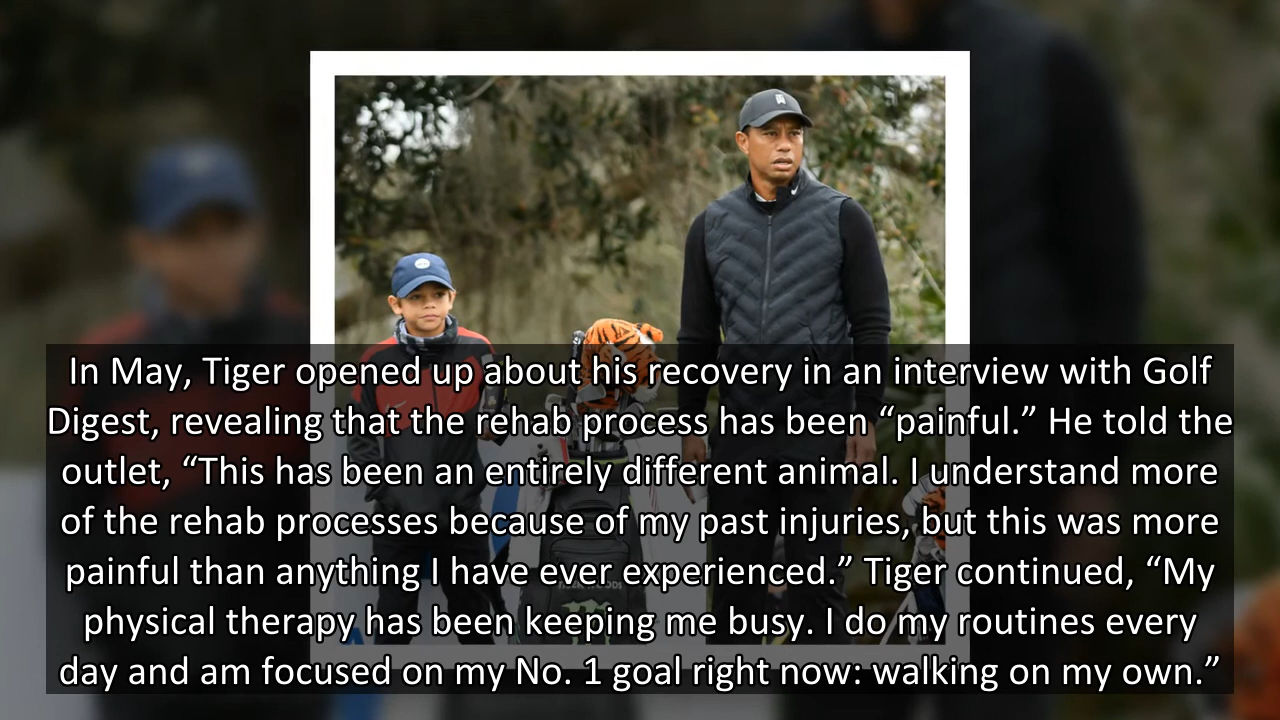 In May, Tiger opened up about his recovery in an interview with Golf
Digest, revealing that the rehab process has been “painful.” He told the
outlet, “This has been an entirely different animal. I understand more
of the rehab processes because of my past injuries, but this was more
painful than anything I have ever experienced.” Tiger continued, “My
physical therapy has been keeping me busy. I do my routines every
day and am focused on my No. 1 goal right now: walking on my own.”